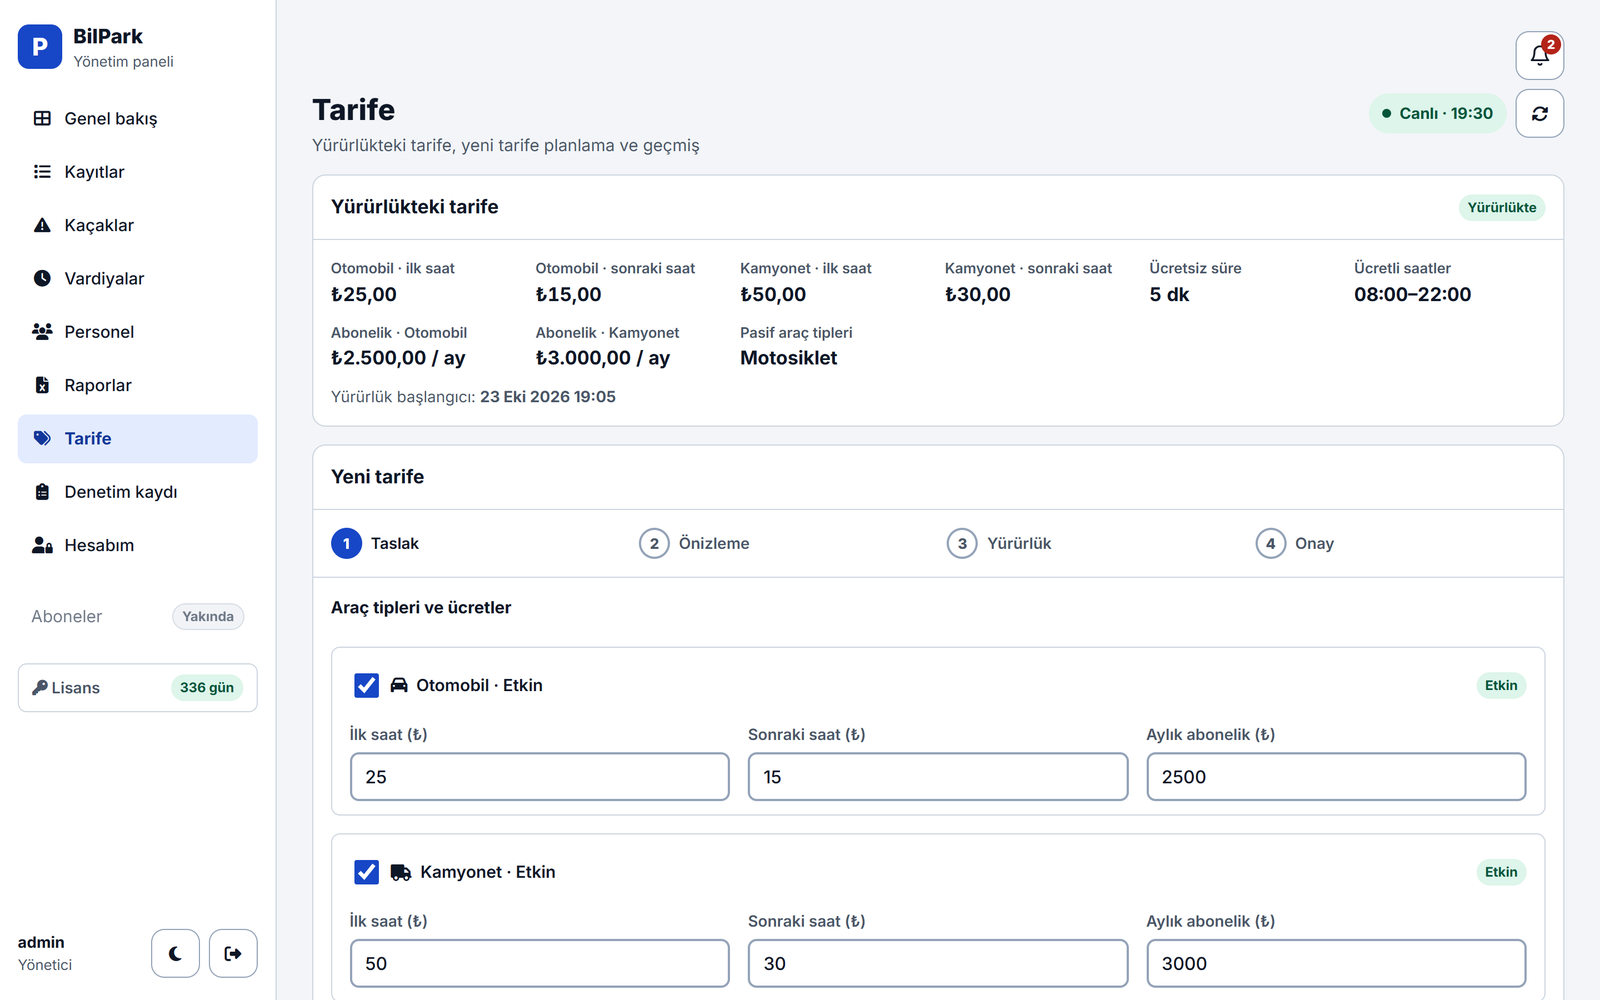 P
BilPark
Yönetim paneli
Genel bakış
Kayıtlar
Kaçaklar
Vardiyalar
Personel
Raporlar
Tarife
Denetim kaydı
Hesabım
Aboneler
Yakında
Lisans
336 gün
admin
Yönetici
2
Tarife
Canlı · 19:30
Yürürlükteki tarife, yeni tarife planlama ve geçmiş
Yürürlükteki tarife
Yürürlükte
Otomobil · ilk saat
₺25,00
Otomobil · sonraki saat
₺15,00
Kamyonet · ilk saat
₺50,00
Kamyonet · sonraki saat
₺30,00
Ücretsiz süre
5 dk
Ücretli saatler
08:00–22:00
Abonelik · Otomobil
₺2.500,00 / ay
Abonelik · Kamyonet
₺3.000,00 / ay
Pasif araç tipleri
Motosiklet
Yürürlük başlangıcı: 23 Eki 2026 19:05
Yeni tarife
1 Taslak
2 Önizleme
3 Yürürlük
4 Onay
Araç tipleri ve ücretler
Otomobil · Etkin
Etkin
İlk saat (₺)
25
Sonraki saat (₺)
15
Aylık abonelik (₺)
2500
Kamyonet · Etkin
Etkin
İlk saat (₺)
50
Sonraki saat (₺)
30
Aylık abonelik (₺)
3000